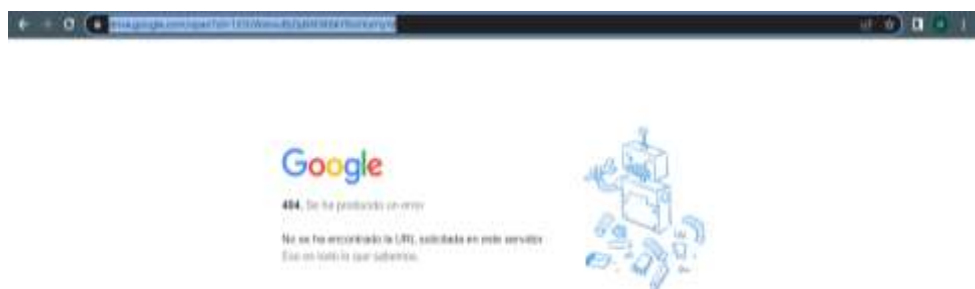 Google
404. Se ha producido un error
No se ha encontrado la URL solicitada en este servidor
Eso es todo lo que sabemos.